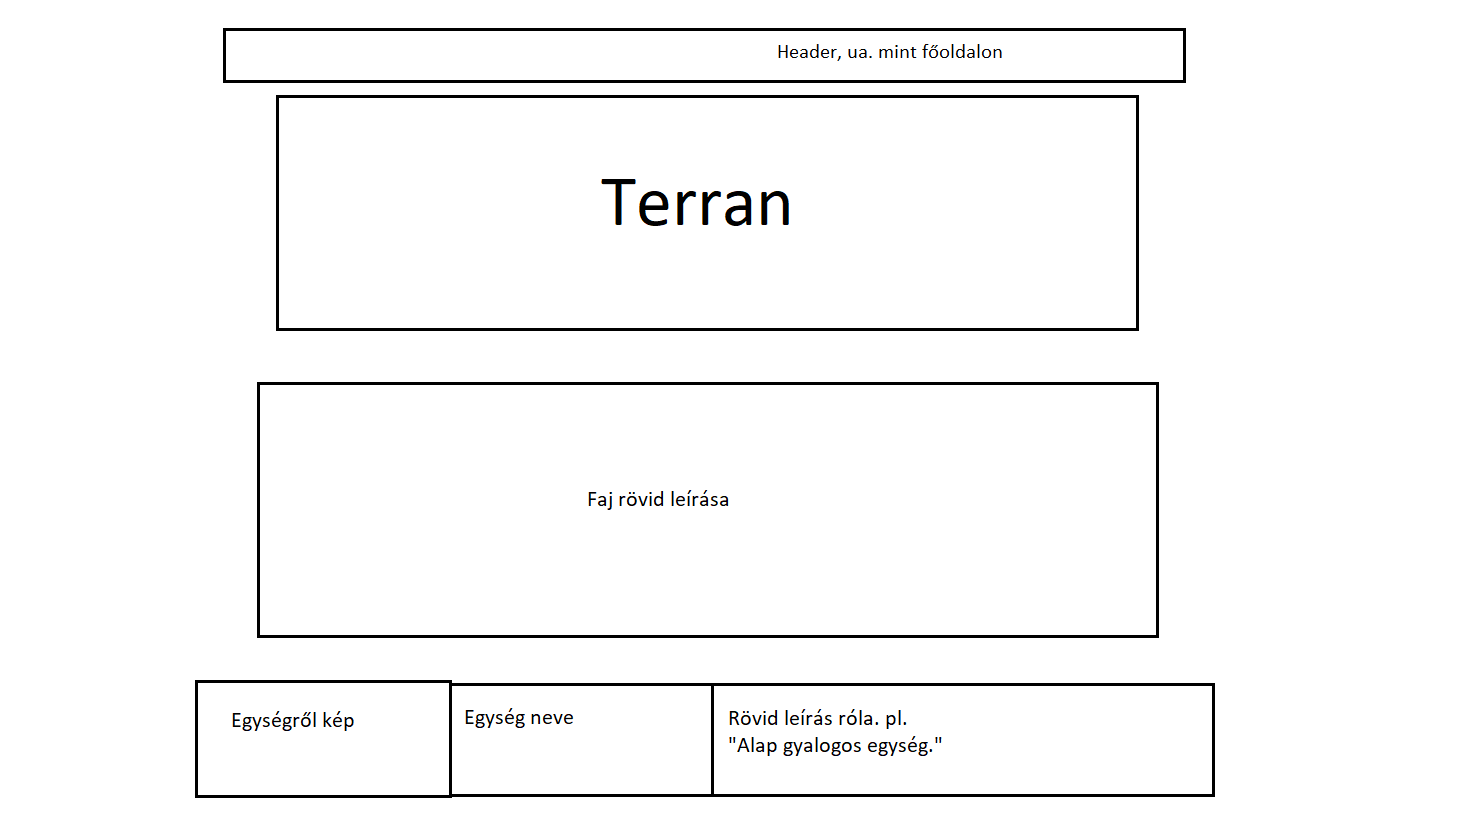 Header, ua. mint főoldalon
Terran
Faj rövid leírása
Egységről kép
Egység neve
Rövid leírás róla. pl.
"Alap gyalogos egység."